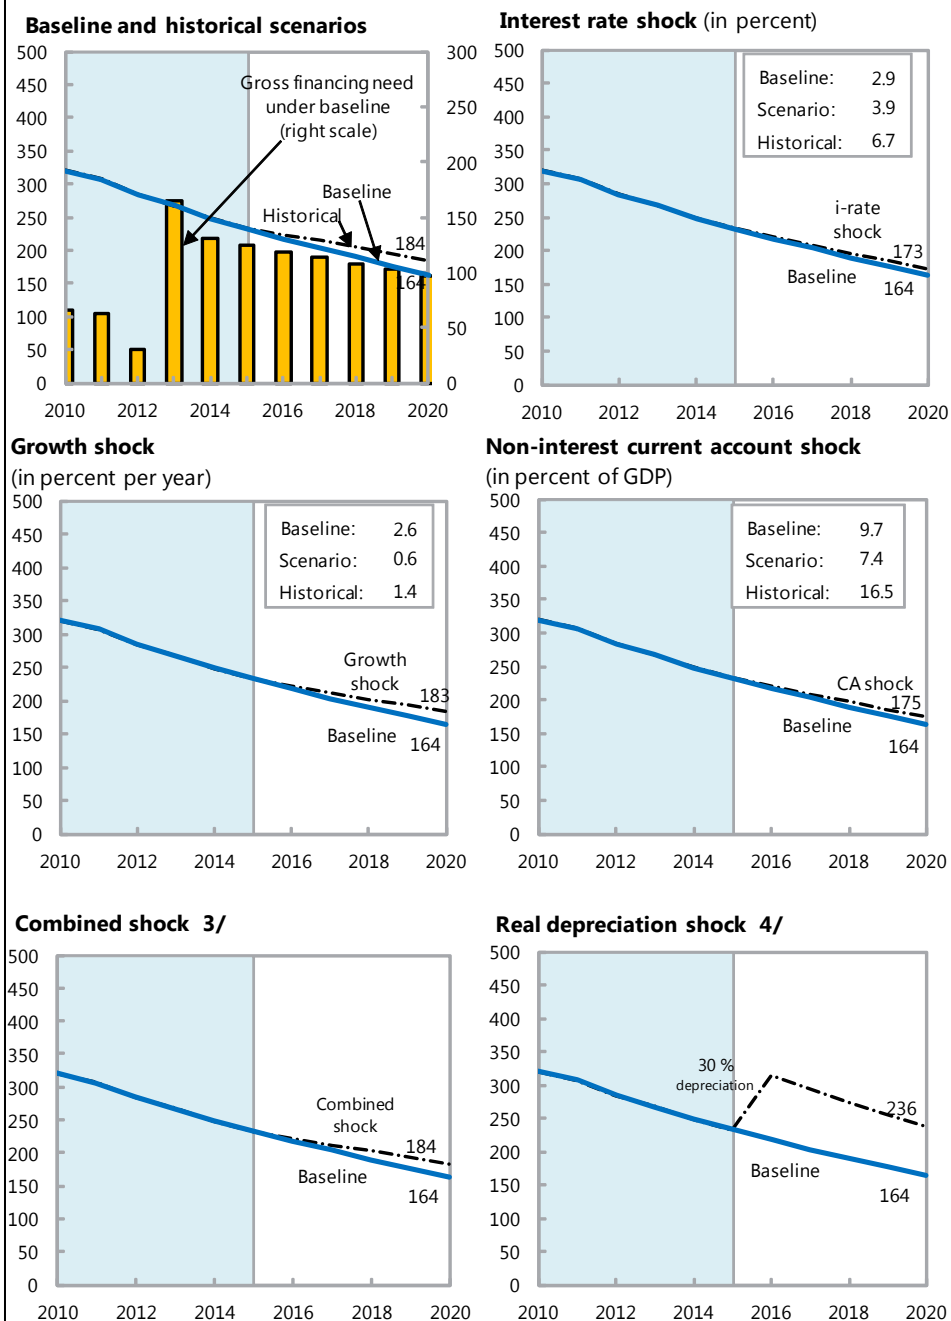 Baseline and historical scenarios
500
450
400
350
300
250
200
150
100
50
0
300
250
200
150
100
50
0
Gross financing need
under baseline
(right scale)
Baseline
Historical
184
164
2010 2012 2014 2016 2018 2020
Interest rate shock (in percent)
500
450
400
350
300
250
200
150
100
50
0
Baseline: 2.9
Scenario: 3.9
Historical: 6.7
i-rate
shock
173
Baseline
164
2010 2012 2014 2016 2018 2020
Growth shock
(in percent per year)
500
450
400
350
300
250
200
150
100
50
0
Baseline: 2.6
Scenario: 0.6
Historical: 1.4
Growth
shock
183
Baseline
164
2010 2012 2014 2016 2018 2020
Non-interest current account shock
(in percent of GDP)
500
450
400
350
300
250
200
150
100
50
0
Baseline: 9.7
Scenario: 7.4
Historical: 16.5
CA shock
175
Baseline
164
2010 2012 2014 2016 2018 2020
Combined shock 3/
500
450
400
350
300
250
200
150
100
50
0
Combined
shock
184
Baseline
164
2010 2012 2014 2016 2018 2020
Real depreciation shock 4/
500
450
400
350
300
250
200
150
100
50
0
30 %
depreciation
236
Baseline
164
2010 2012 2014 2016 2018 2020